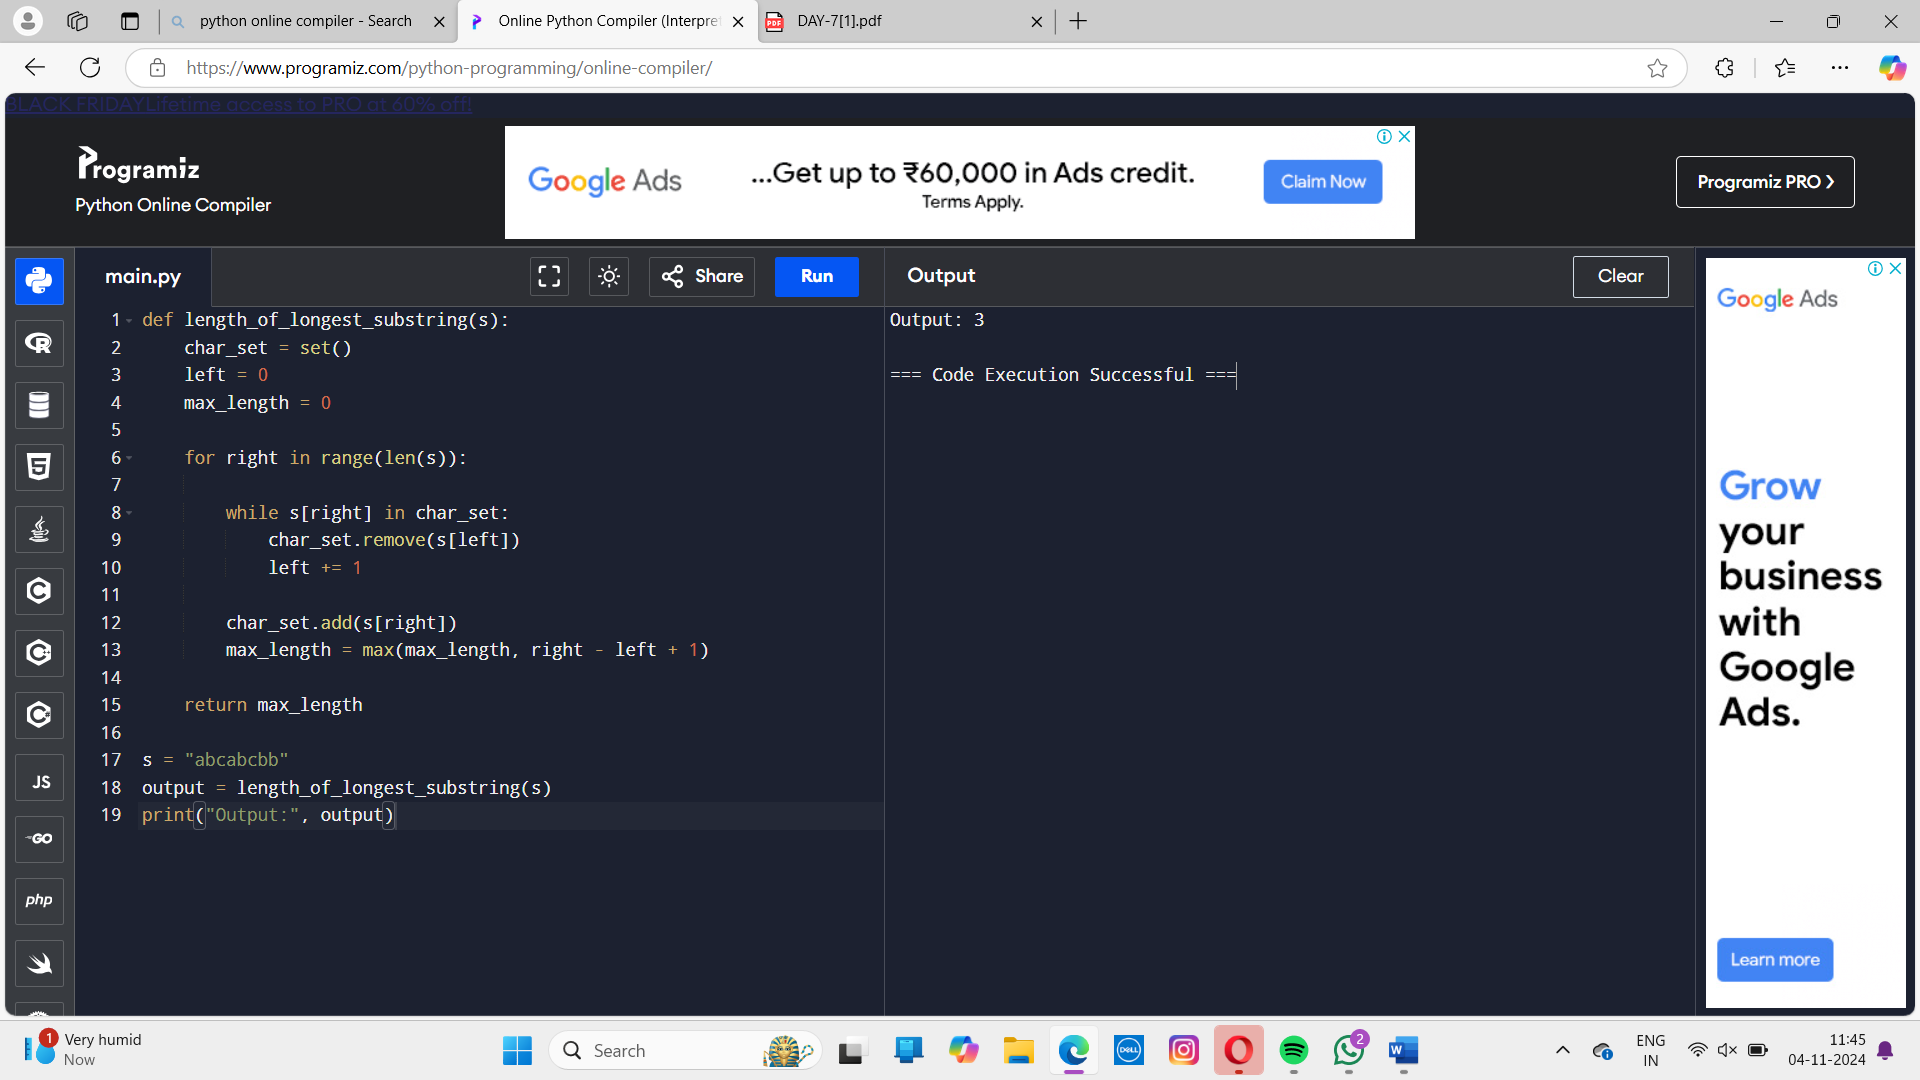 python online compiler - Search
Online Python Compiler (Interpret
DAY-7[1].pdf
https://www.programiz.com/python-programming/online-compiler/
BLACK FRIDAYLifetime access to PRO at 60% off!
Programiz
Python Online Compiler
Google Ads
...Get up to ₹60,000 in Ads credit.
Terms Apply.
Claim Now
Programiz PRO ❯
main.py
Share
Run
Output
Clear
1 def length_of_longest_substring(s):
2     char_set = set()
3     left = 0
4     max_length = 0
5
6     for right in range(len(s)):
7
8         while s[right] in char_set:
9             char_set.remove(s[left])
10             left += 1
11
12         char_set.add(s[right])
13         max_length = max(max_length, right - left + 1)
14
15     return max_length
16
17 s = "abcabcbb"
18 output = length_of_longest_substring(s)
19 print("Output:", output)
Output: 3
=== Code Execution Successful ===
JS
GO
php
Google Ads
Grow
your
business
with
Google
Ads.
Learn more
1
Very humid
Now
Search
DELL
2
W
ENG
IN
11:45
04-11-2024